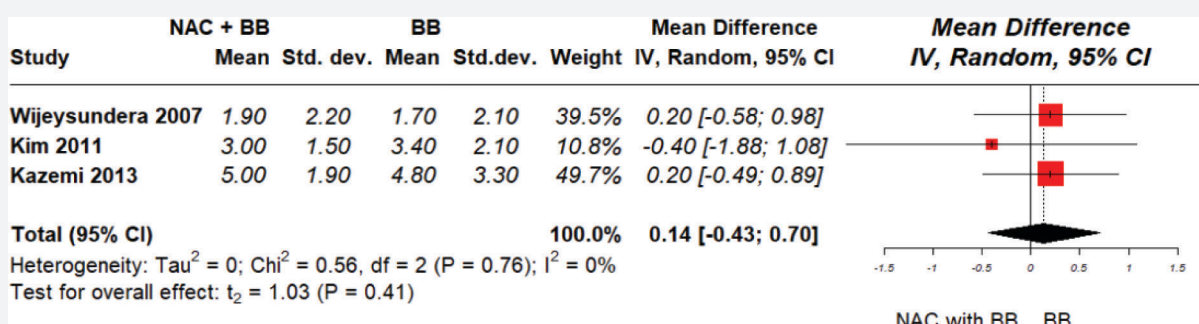 NAC + BB BB Mean Difference Mean Difference
Study Mean Std. dev. Mean Std.dev. Weight IV, Random, 95% CI IV, Random, 95% CI
Wijeysundera 2007 1.90 2.20 1.70 2.10 39.5% 0.20 [-0.58; 0.98]
Kim 2011 3.00 1.50 3.40 2.10 10.8% -0.40 [-1.88; 1.08]
Kazemi 2013 5.00 1.90 4.80 3.30 49.7% 0.20 [-0.49; 0.89]
Total (95% CI) 100.0% 0.14 [-0.43; 0.70]
Heterogeneity: Tau² = 0; Chi² = 0.56, df = 2 (P = 0.76); I² = 0%
Test for overall effect: t₂ = 1.03 (P = 0.41)
-1.5 -1 -0.5 0 0.5 1 1.5
NAC with BB BB